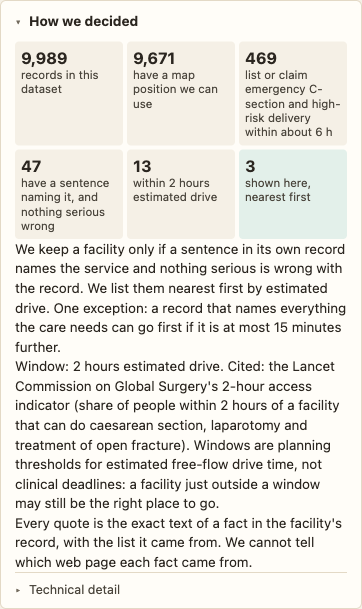 How we decided
9,989
records in this
dataset
9,671
have a map
position we can
use
469
list or claim
emergency C-
section and high-
risk delivery
within about 6 h
47
have a sentence
naming it, and
nothing serious
wrong
13
within 2 hours
estimated drive
3
shown here,
nearest first
We keep a facility only if a sentence in its own record
names the service and nothing serious is wrong with
the record. We list them nearest first by estimated
drive. One exception: a record that names everything
the care needs can go first if it is at most 15 minutes
further.
Window: 2 hours estimated drive. Cited: the Lancet
Commission on Global Surgery's 2-hour access
indicator (share of people within 2 hours of a facility
that can do caesarean section, laparotomy and
treatment of open fracture). Windows are planning
thresholds for estimated free-flow drive time, not
clinical deadlines: a facility just outside a window
may still be the right place to go.
Every quote is the exact text of a fact in the facility's
record, with the list it came from. We cannot tell
which web page each fact came from.
Technical detail